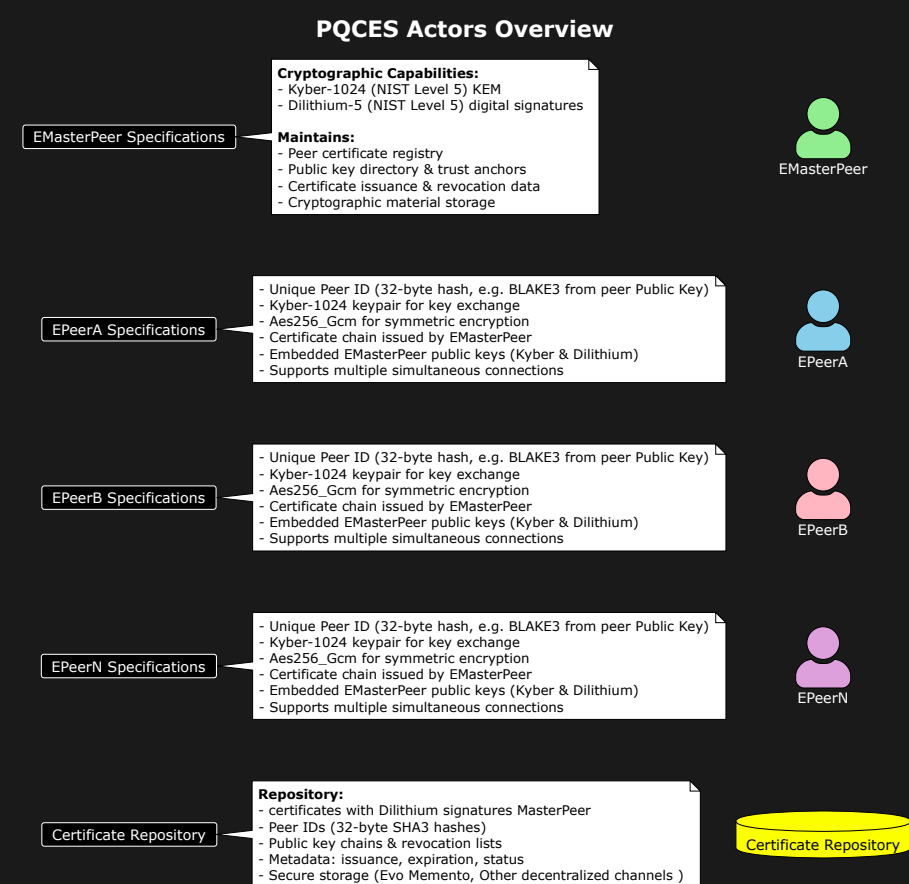 PQCES Actors Overview
EMasterPeer Specifications
Cryptographic Capabilities:
- Kyber-1024 (NIST Level 5) KEM
- Dilithium-5 (NIST Level 5) digital signatures
Maintains:
- Peer certificate registry
- Public key directory & trust anchors
- Certificate issuance & revocation data
- Cryptographic material storage
EMasterPeer
EPeerA Specifications
- Unique Peer ID (32-byte hash, e.g. BLAKE3 from peer Public Key)
- Kyber-1024 keypair for key exchange
- Aes256_Gcm for symmetric encryption
- Certificate chain issued by EMasterPeer
- Embedded EMasterPeer public keys (Kyber & Dilithium)
- Supports multiple simultaneous connections
EPeerA
EPeerB Specifications
- Unique Peer ID (32-byte hash, e.g. BLAKE3 from peer Public Key)
- Kyber-1024 keypair for key exchange
- Aes256_Gcm for symmetric encryption
- Certificate chain issued by EMasterPeer
- Embedded EMasterPeer public keys (Kyber & Dilithium)
- Supports multiple simultaneous connections
EPeerB
EPeerN Specifications
- Unique Peer ID (32-byte hash, e.g. BLAKE3 from peer Public Key)
- Kyber-1024 keypair for key exchange
- Aes256_Gcm for symmetric encryption
- Certificate chain issued by EMasterPeer
- Embedded EMasterPeer public keys (Kyber & Dilithium)
- Supports multiple simultaneous connections
EPeerN
Certificate Repository
Repository:
- certificates with Dilithium signatures MasterPeer
- Peer IDs (32-byte SHA3 hashes)
- Public key chains & revocation lists
- Metadata: issuance, expiration, status
- Secure storage (Evo Memento, Other decentralized channels )
Certificate Repository